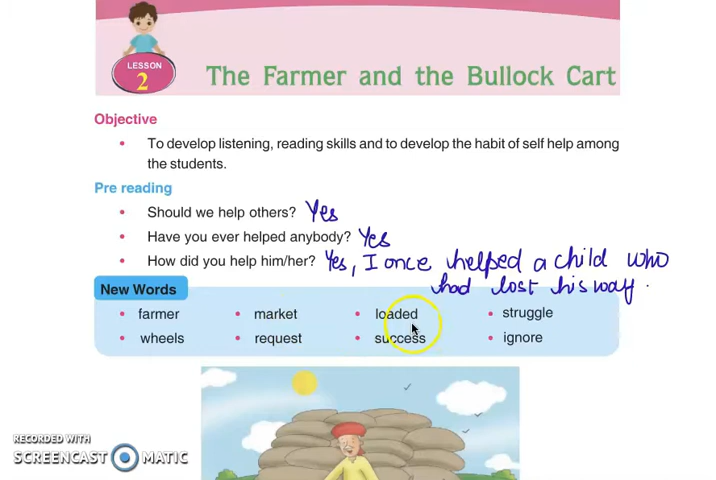 LESSON
2
The Farmer and the Bullock Cart
Objective
• To develop listening, reading skills and to develop the habit of self help among
the students.
Pre reading
• Should we help others? Yes
• Have you ever helped anybody? Yes
• How did you help him/her? Yes, I once helped a child who
had lost his way.
New Words
• farmer • market • loaded • struggle
• wheels • request • success • ignore
RECORDED WITH
SCREENCAST MATIC